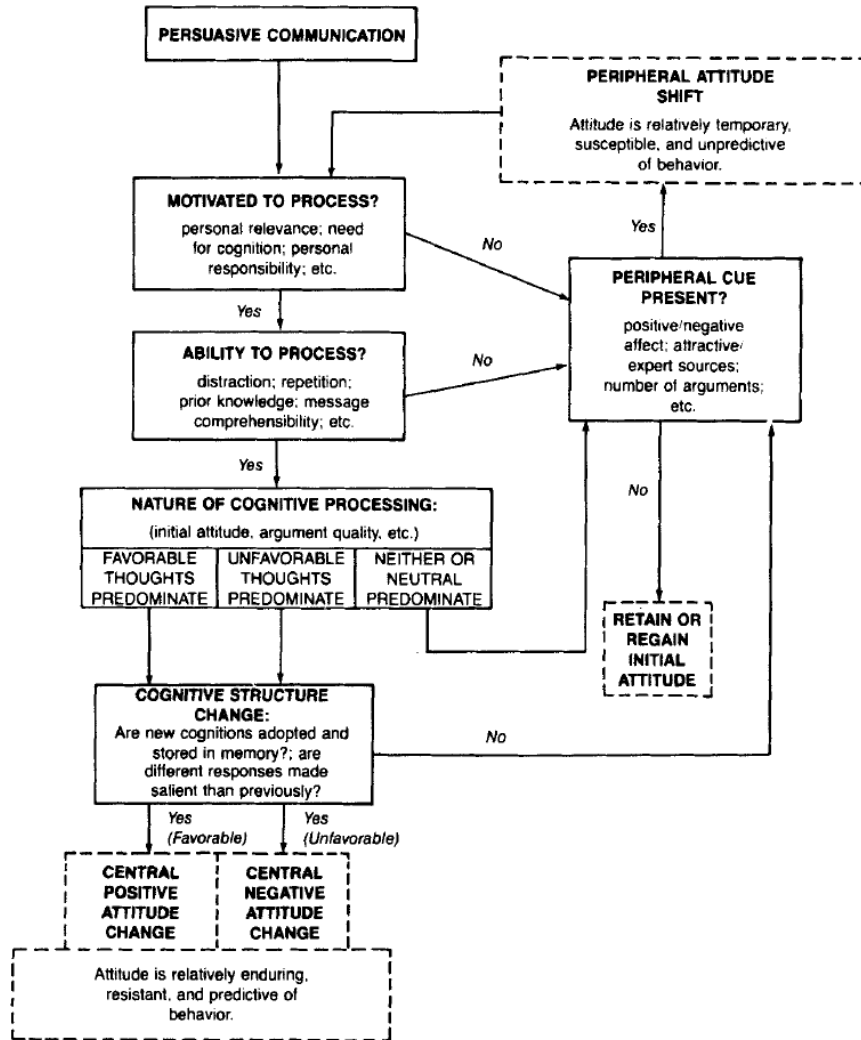 PERSUASIVE COMMUNICATION
PERIPHERAL ATTITUDE
SHIFT
Attitude is relatively temporary,
susceptible, and unpredictive
of behavior.
MOTIVATED TO PROCESS?
personal relevance; need
for cognition; personal
responsibility; etc.
No
Yes
PERIPHERAL CUE
PRESENT?
positive/negative
affect; attractive/
expert sources;
number of arguments;
etc.
Yes
ABILITY TO PROCESS?
distraction; repetition;
prior knowledge; message
comprehensibility; etc.
No
Yes
No
NATURE OF COGNITIVE PROCESSING:
(initial attitude, argument quality, etc.)
FAVORABLE
THOUGHTS
PREDOMINATE
UNFAVORABLE
THOUGHTS
PREDOMINATE
NEITHER OR
NEUTRAL
PREDOMINATE
RETAIN OR
REGAIN
INITIAL
ATTITUDE
COGNITIVE STRUCTURE
CHANGE:
Are new cognitions adopted and
stored in memory?; are
different responses made
salient than previously?
No
Yes
(Favorable)
Yes
(Unfavorable)
CENTRAL
POSITIVE
ATTITUDE
CHANGE
CENTRAL
NEGATIVE
ATTITUDE
CHANGE
Attitude is relatively enduring,
resistant, and predictive of
behavior.